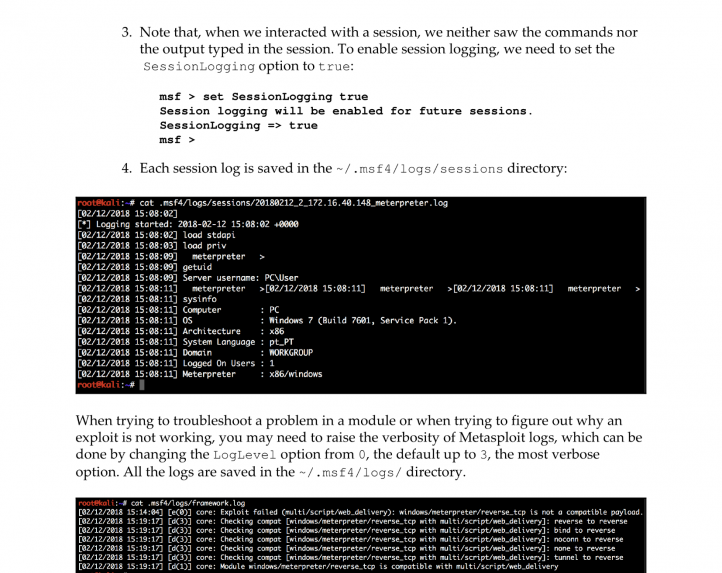 3. Note that, when we interacted with a session, we neither saw the commands nor
the output typed in the session. To enable session logging, we need to set the
SessionLogging option to true:
msf > set SessionLogging true
Session logging will be enabled for future sessions.
SessionLogging => true
msf >
4. Each session log is saved in the ~/.msf4/logs/sessions directory:
root@kali:~# cat .msf4/logs/sessions/20180212_2_172.16.40.148_meterpreter.log
[02/12/2018 15:08:02]
[*] Logging started: 2018-02-12 15:08:02 +0000
[02/12/2018 15:08:02] load stdapi
[02/12/2018 15:08:03] load priv
[02/12/2018 15:08:09] meterpreter >
[02/12/2018 15:08:09] getuid
[02/12/2018 15:08:09] Server username: PC\User
[02/12/2018 15:08:11] meterpreter >[02/12/2018 15:08:11] meterpreter >[02/12/2018 15:08:11] meterpreter >
[02/12/2018 15:08:11] sysinfo
[02/12/2018 15:08:11] Computer : PC
[02/12/2018 15:08:11] OS : Windows 7 (Build 7601, Service Pack 1).
[02/12/2018 15:08:11] Architecture : x86
[02/12/2018 15:08:11] System Language : pt_PT
[02/12/2018 15:08:11] Domain : WORKGROUP
[02/12/2018 15:08:11] Logged On Users : 1
[02/12/2018 15:08:11] Meterpreter : x86/windows
root@kali:~#
When trying to troubleshoot a problem in a module or when trying to figure out why an
exploit is not working, you may need to raise the verbosity of Metasploit logs, which can be
done by changing the LogLevel option from 0, the default up to 3, the most verbose
option. All the logs are saved in the ~/.msf4/logs/ directory.
root@kali:~# cat .msf4/logs/framework.log
[02/12/2018 15:14:04] [e(0)] core: Exploit failed (multi/script/web_delivery): windows/meterpreter/reverse_tcp is not a compatible payload.
[02/12/2018 15:19:17] [d(3)] core: Checking compat [windows/meterpreter/reverse_tcp with multi/script/web_delivery]: reverse to reverse
[02/12/2018 15:19:17] [d(3)] core: Checking compat [windows/meterpreter/reverse_tcp with multi/script/web_delivery]: bind to reverse
[02/12/2018 15:19:17] [d(3)] core: Checking compat [windows/meterpreter/reverse_tcp with multi/script/web_delivery]: noconn to reverse
[02/12/2018 15:19:17] [d(3)] core: Checking compat [windows/meterpreter/reverse_tcp with multi/script/web_delivery]: none to reverse
[02/12/2018 15:19:17] [d(3)] core: Checking compat [windows/meterpreter/reverse_tcp with multi/script/web_delivery]: tunnel to reverse
[02/12/2018 15:19:17] [d(1)] core: Module windows/meterpreter/reverse_tcp is compatible with multi/script/web_delivery